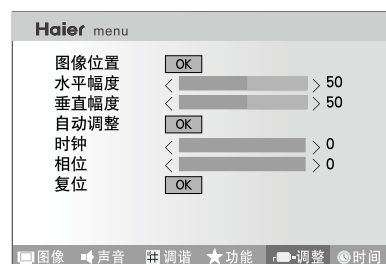 Haier menu
图像位置 OK
水平幅度 50
垂直幅度 50
自动调整 OK
时钟 0
相位 0
复位 OK
图像 声音 调谐 功能 调整 时间